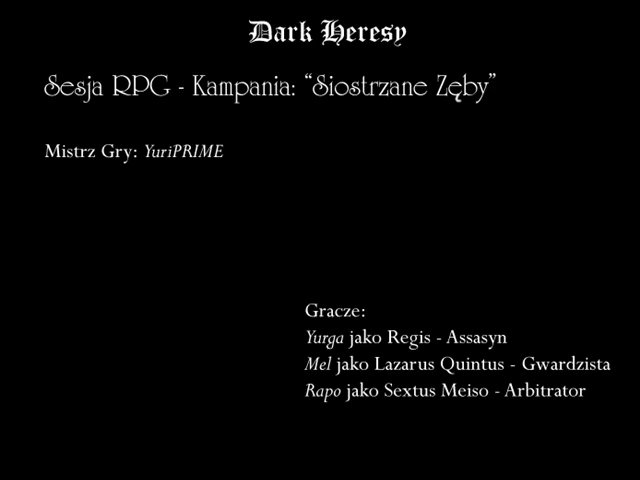 Dark Heresy
Sesja RPG - Kampania: “Siostrzane Zęby”
Mistrz Gry: YuriPRIME
Gracze:
Yurga jako Regis - Assasyn
Mel jako Lazarus Quintus - Gwardzista
Rapo jako Sextus Meiso - Arbitrator